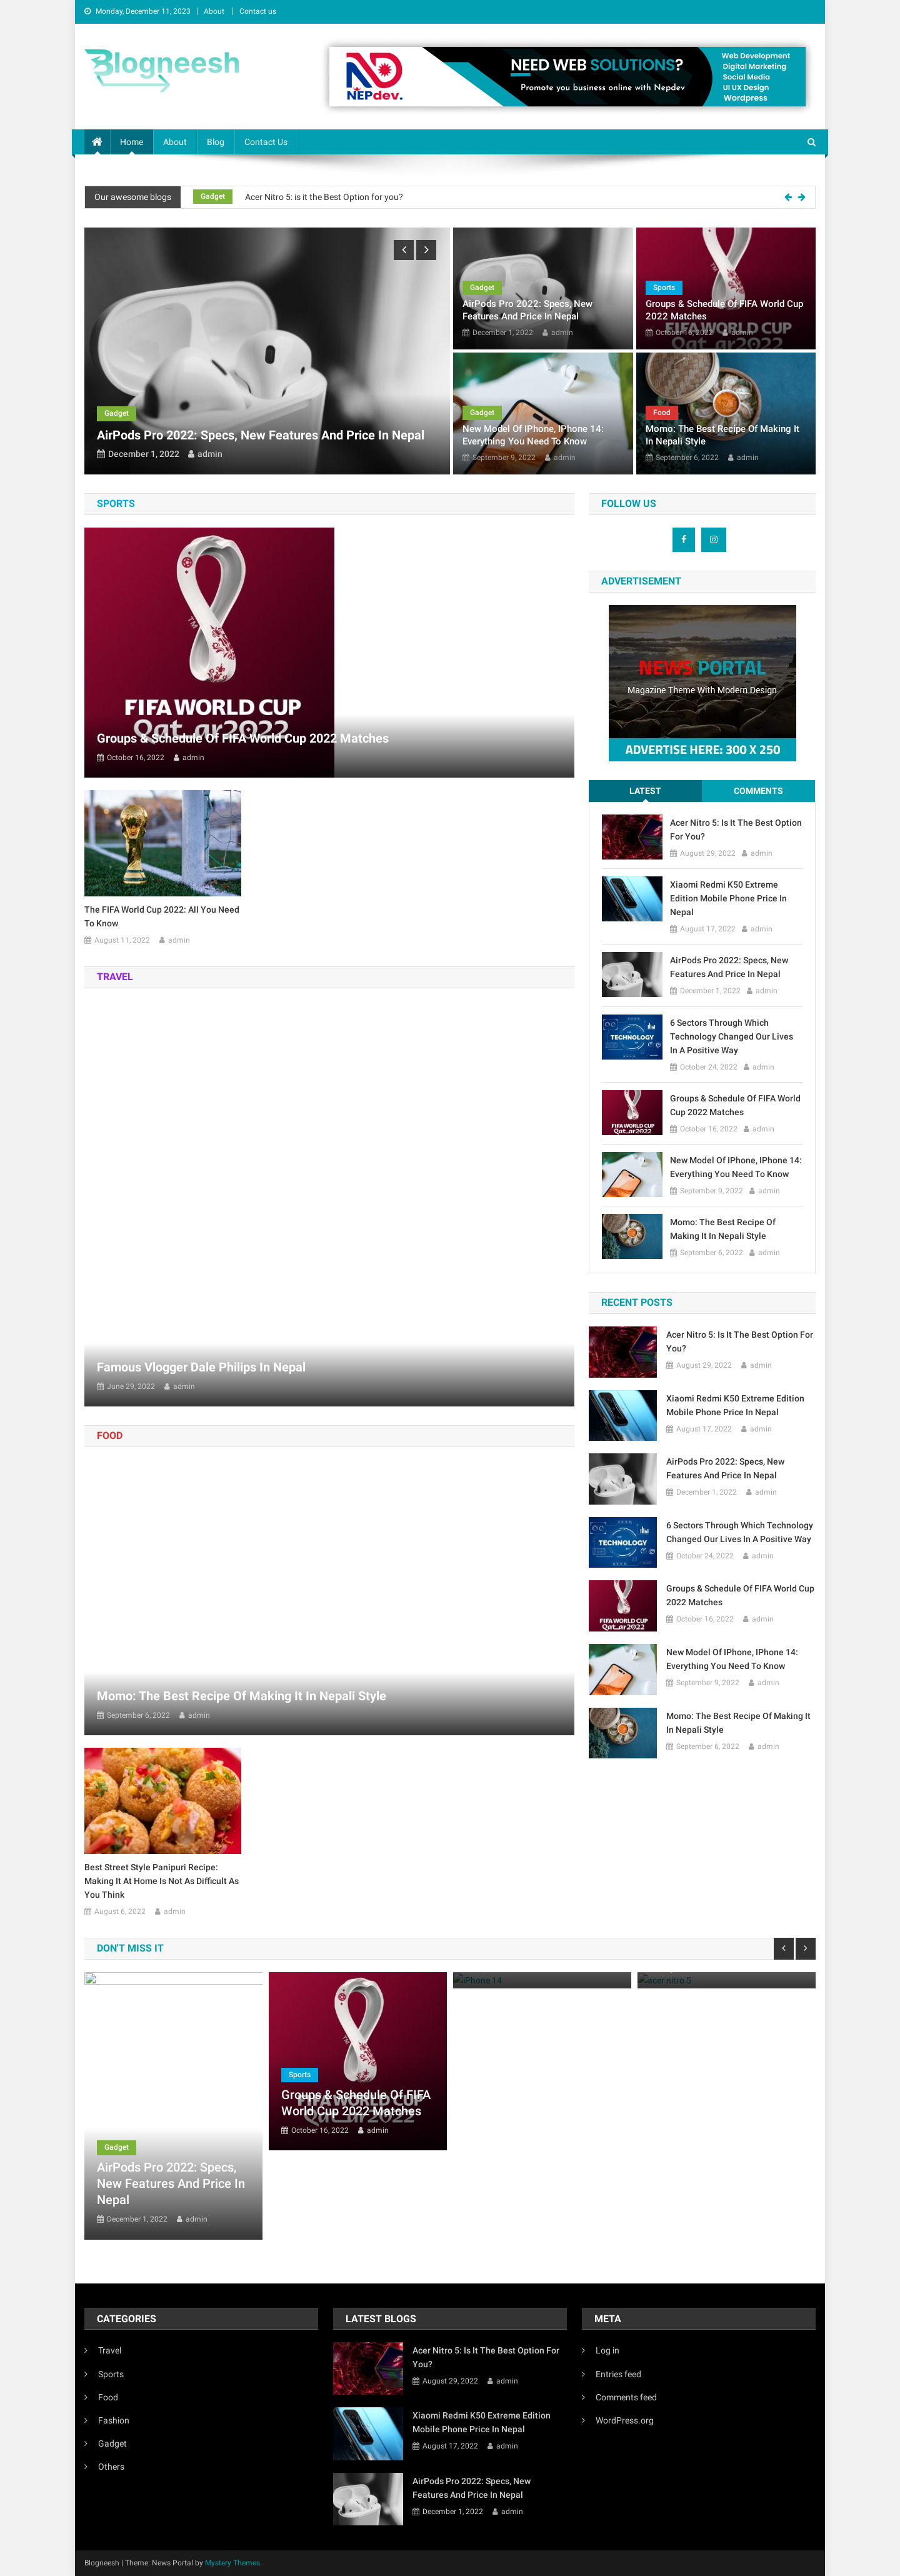 Monday, December 11, 2023 | About | Contact us
Blogneesh
NEPdev.
NEED WEB SOLUTIONS?
Promote you business online with Nepdev
Web Development
Digital Marketing
Social Media
UI UX Design
Wordpress
Home About Blog Contact Us
Our awesome blogs Gadget Acer Nitro 5: is it the Best Option for you?
Gadget
AirPods Pro 2022: Specs, New Features And Price In Nepal
December 1, 2022 admin
Gadget
AirPods Pro 2022: Specs, New
Features And Price In Nepal
December 1, 2022 admin
Sports
Groups & Schedule Of FIFA World Cup
2022 Matches
October 16, 2022 admin
Gadget
New Model Of IPhone, IPhone 14:
Everything You Need To Know
September 9, 2022 admin
Food
Momo: The Best Recipe Of Making It
In Nepali Style
September 6, 2022 admin
SPORTS
FIFA WORLD CUP
Qatar2022
Groups & Schedule Of FIFA World Cup 2022 Matches
October 16, 2022 admin
The FIFA World Cup 2022: All You Need
To Know
August 11, 2022 admin
TRAVEL
Famous Vlogger Dale Philips In Nepal
June 29, 2022 admin
FOOD
Momo: The Best Recipe Of Making It In Nepali Style
September 6, 2022 admin
Best Street Style Panipuri Recipe:
Making It At Home Is Not As Difficult As
You Think
August 6, 2022 admin
FOLLOW US
ADVERTISEMENT
NEWS PORTAL
Magazine Theme With Modern Design
ADVERTISE HERE: 300 X 250
LATEST COMMENTS
Acer Nitro 5: Is It The Best Option
For You?
August 29, 2022 admin
Xiaomi Redmi K50 Extreme
Edition Mobile Phone Price In
Nepal
August 17, 2022 admin
AirPods Pro 2022: Specs, New
Features And Price In Nepal
December 1, 2022 admin
TECHNOLOGY
6 Sectors Through Which
Technology Changed Our Lives
In A Positive Way
October 24, 2022 admin
FIFA WORLD CUP
Qatar2022
Groups & Schedule Of FIFA World
Cup 2022 Matches
October 16, 2022 admin
New Model Of IPhone, IPhone 14:
Everything You Need To Know
September 9, 2022 admin
Momo: The Best Recipe Of
Making It In Nepali Style
September 6, 2022 admin
RECENT POSTS
Acer Nitro 5: Is It The Best Option For
You?
August 29, 2022 admin
Xiaomi Redmi K50 Extreme Edition
Mobile Phone Price In Nepal
August 17, 2022 admin
AirPods Pro 2022: Specs, New
Features And Price In Nepal
December 1, 2022 admin
TECHNOLOGY
6 Sectors Through Which Technology
Changed Our Lives In A Positive Way
October 24, 2022 admin
FIFA WORLD CUP
Qatar2022
Groups & Schedule Of FIFA World Cup
2022 Matches
October 16, 2022 admin
New Model Of IPhone, IPhone 14:
Everything You Need To Know
September 9, 2022 admin
Momo: The Best Recipe Of Making It
In Nepali Style
September 6, 2022 admin
DON'T MISS IT
Gadget
AirPods Pro 2022: Specs,
New Features And Price In
Nepal
December 1, 2022 admin
Sports
Groups & Schedule Of FIFA
World Cup 2022 Matches
October 16, 2022 admin
iPhone 14
acer nitro 5
CATEGORIES
Travel
Sports
Food
Fashion
Gadget
Others
LATEST BLOGS
Acer Nitro 5: Is It The Best Option For
You?
August 29, 2022 admin
Xiaomi Redmi K50 Extreme Edition
Mobile Phone Price In Nepal
August 17, 2022 admin
AirPods Pro 2022: Specs, New
Features And Price In Nepal
December 1, 2022 admin
META
Log in
Entries feed
Comments feed
WordPress.org
Blogneesh | Theme: News Portal by Mystery Themes.